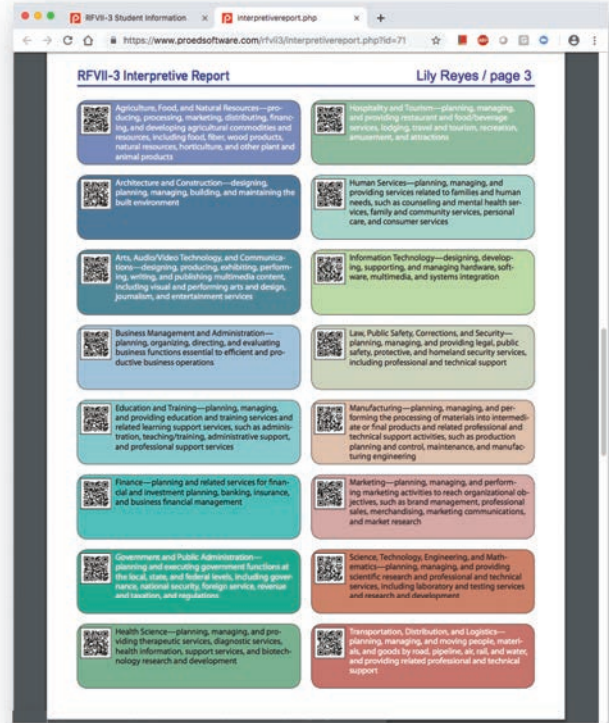 RFVII-3 Student Information
interpretivereport.php
https://www.proedsoftware.com/rfvii3/interpretivereport.php?id=71
RFVII-3 Interpretive Report
Lily Reyes / page 3
Agriculture, Food, and Natural Resources—pro-
ducing, processing, marketing, distributing, financ-
ing, and developing agricultural commodities and
resources, including food, fiber, wood products,
natural resources, horticulture, and other plant and
animal products
Architecture and Construction—designing,
planning, managing, building, and maintaining the
built environment
Arts, Audio/Video Technology, and Communica-
tions—designing, producing, exhibiting, perform-
ing, writing, and publishing multimedia content,
including visual and performing arts and design,
journalism, and entertainment services
Business Management and Administration—
planning, organizing, directing, and evaluating
business functions essential to efficient and pro-
ductive business operations
Education and Training—planning, managing,
and providing education and training services and
related learning support services, such as adminis-
tration, teaching/training, administrative support,
and professional support services
Finance—planning and related services for finan-
cial and investment planning, banking, insurance,
and business financial management
Government and Public Administration—
planning and executing government functions at
the local, state, and federal levels, including gover-
nance, national security, foreign service, revenue
and taxation, and regulations
Health Science—planning, managing, and pro-
viding therapeutic services, diagnostic services,
health information, support services, and biotech-
nology research and development
Hosphality and Tourism—planning, managing,
and providing restaurant and food/beverage
services, lodging, travel and tourism, recreation,
amusement, and attractions
Human Services—planning, managing, and
providing services related to families and human
needs, such as counseling and mental health ser-
vices, family and community services, personal
care, and consumer services
Information Technology—designing, develop-
ing, supporting, and managing hardware, soft-
ware, multimedia, and systems integration
Law, Public Safety, Corrections, and Security—
planning, managing, and providing legal, public
safety, protective, and homeland security services,
including professional and technical support
Manufacturing—planning, managing, and per-
forming the processing of materials into intermedi-
ate or final products and related professional and
technical support activities, such as production
planning and control, maintenance, and manufac-
turing engineering
Marketing—planning, managing, and perform-
ing marketing activities to reach organizational ob-
jectives, such as brand management, professional
sales, merchandising, marketing communications,
and market research
Science, Technology, Engineering, and Math-
ematics—planning, managing, and providing
scientific research and professional and technical
services, including laboratory and testing services
and research and development
Transportation, Distribution, and Logistics—
planning, managing, and moving people, materi-
als, and goods by road, pipeline, air, rail, and water,
and providing related professional and technical
support